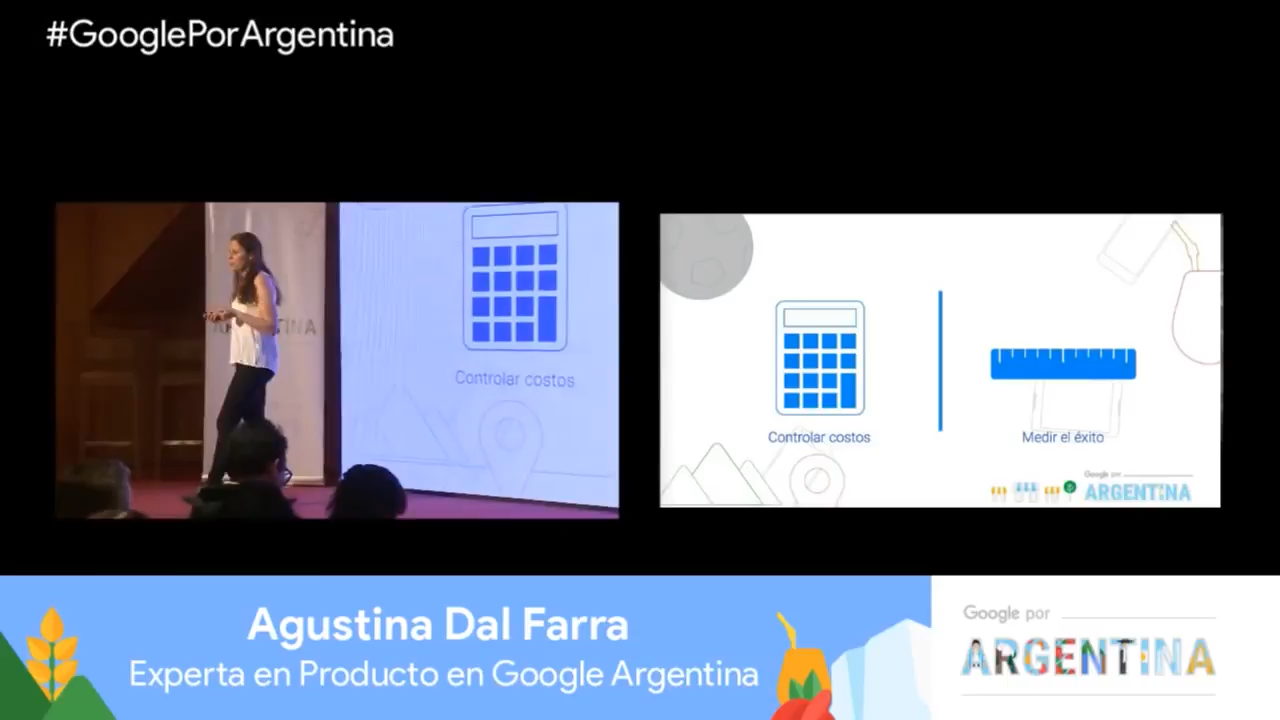 #GooglePorArgentina
ARGENTINA
Controlar costos
Controlar costos
Medir el éxito
Google por
ARGENTINA
Agustina Dal Farra
Experta en Producto en Google Argentina
Google por
ARGENTINA